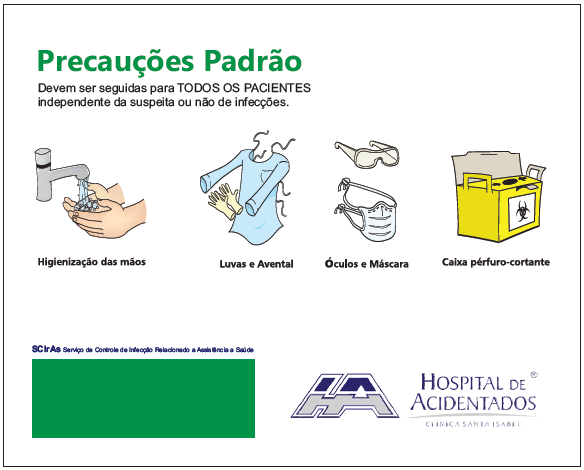 Precauções Padrão
Devem ser seguidas para TODOS OS PACIENTES
independente da suspeita ou não de infecções.
Higienização das mãos
Luvas e Avental
Óculos e Máscara
Caixa pérfuro-cortante
SCIrAs Serviço de Controle de Infecção Relacionado a Assistência a Saúde
HA
HOSPITAL DE ®
ACIDENTADOS
CLÍNICA SANTA ISABEL